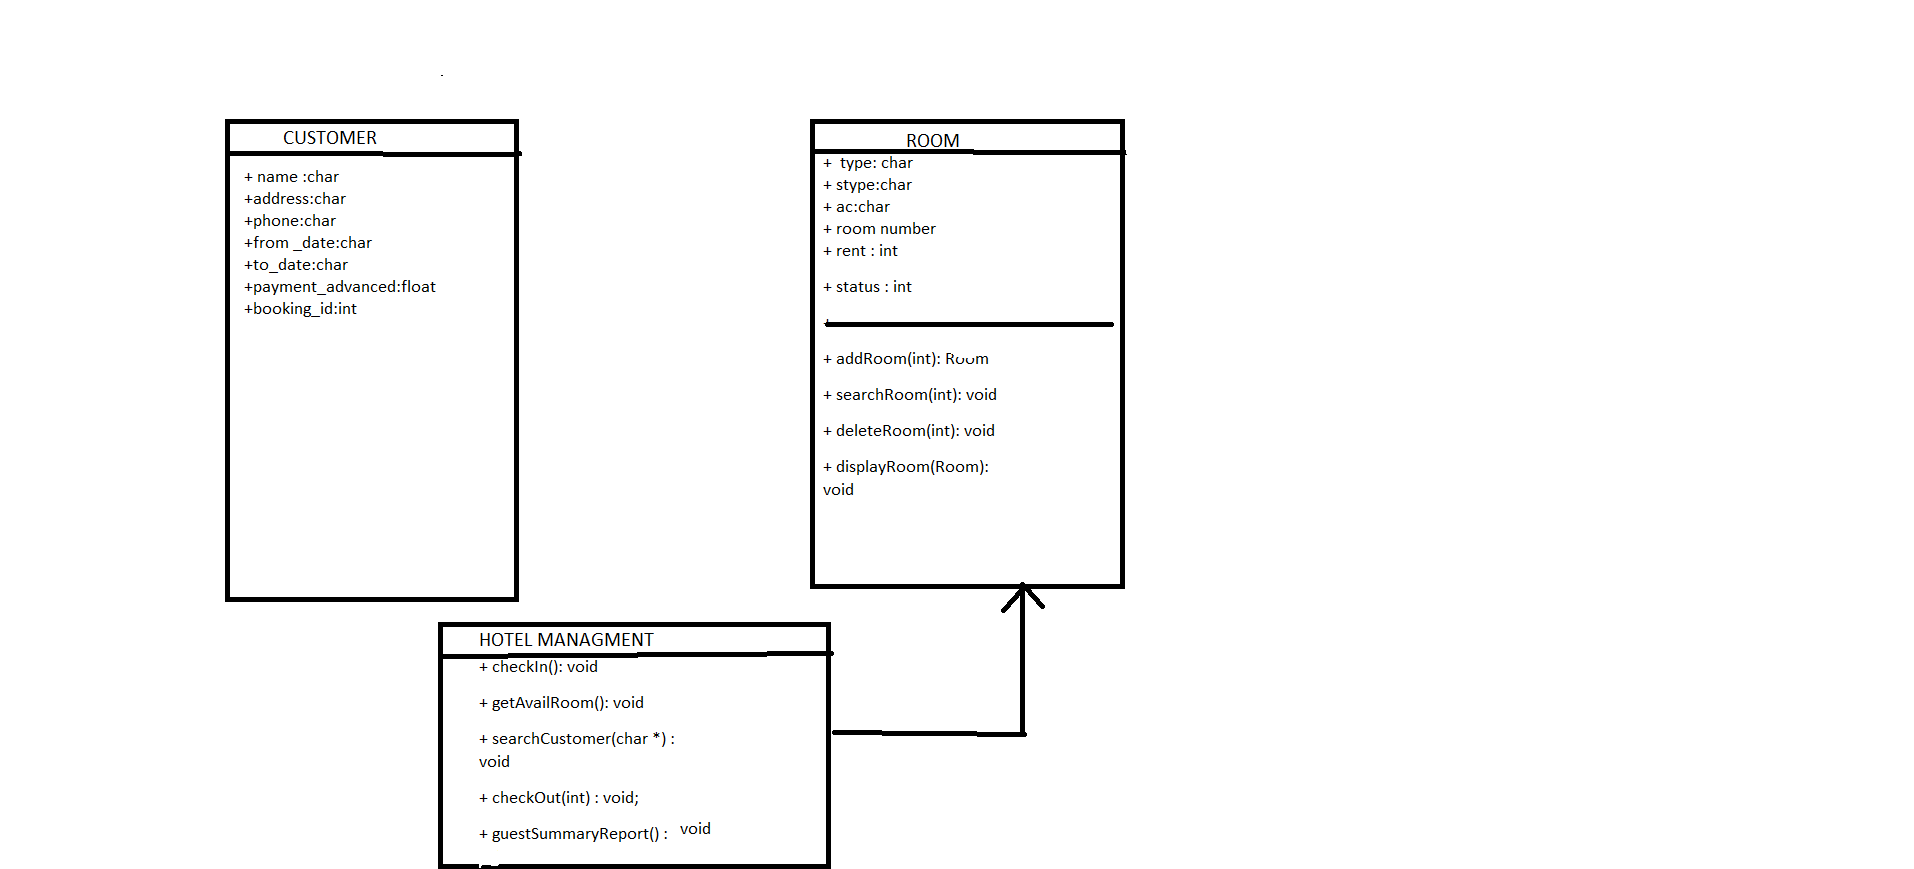 CUSTOMER
+ name :char
+address:char
+phone:char
+from _date:char
+to_date:char
+payment_advanced:float
+booking_id:int
ROOM
+ type: char
+ stype:char
+ ac:char
+ room number
+ rent : int
+ status : int
+ addRoom(int): Room
+ searchRoom(int): void
+ deleteRoom(int): void
+ displayRoom(Room):
void
HOTEL MANAGMENT
+ checkIn(): void
+ getAvailRoom(): void
+ searchCustomer(char *) :
void
+ checkOut(int) : void;
+ guestSummaryReport() : void